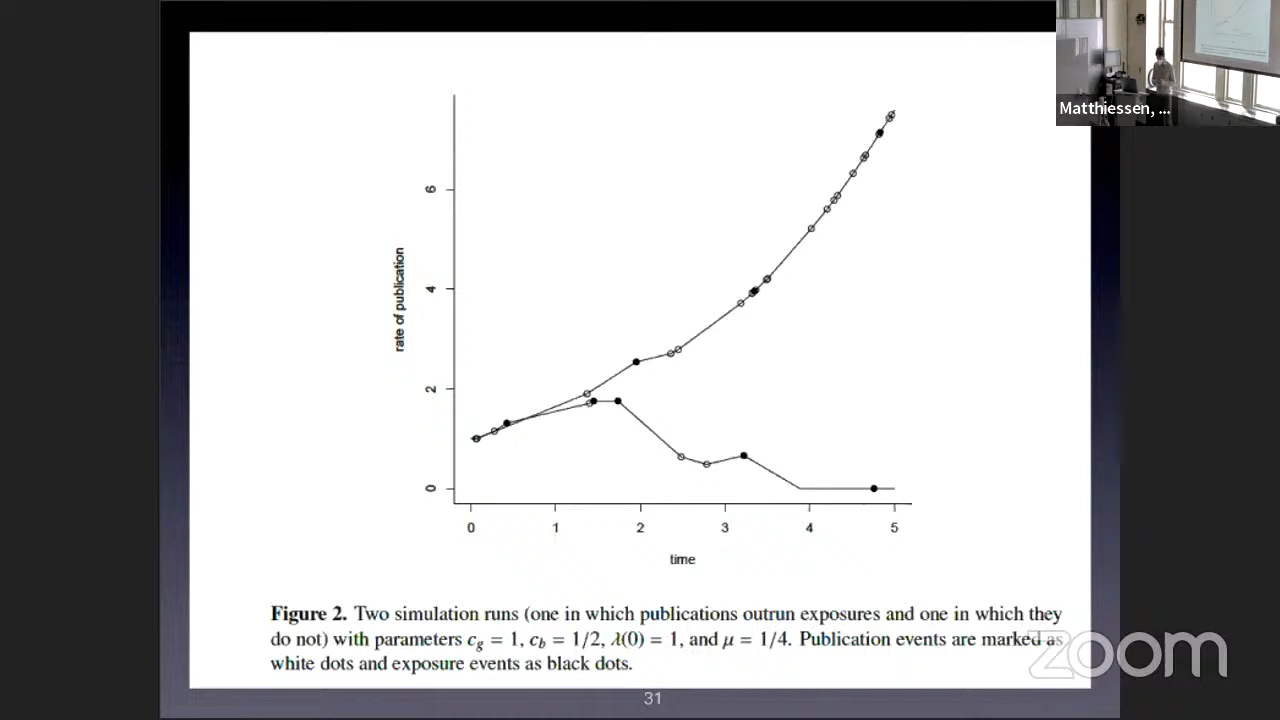 Matthiessen, ...
6
4
2
0
rate of publication
0 1 2 3 4 5
time
Figure 2. Two simulation runs (one in which publications outrun exposures and one in which they
do not) with parameters c_g = 1, c_b = 1/2, λ(0) = 1, and μ = 1/4. Publication events are marked as
white dots and exposure events as black dots.
zoom
31